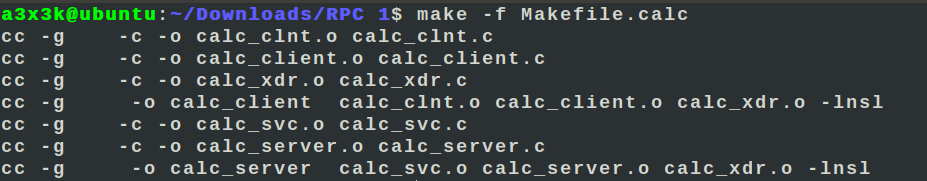 a3x3k@ubuntu:~/Downloads/RPC 1$ make -f Makefile.calc
cc -g    -c -o calc_clnt.o calc_clnt.c
cc -g    -c -o calc_client.o calc_client.c
cc -g    -c -o calc_xdr.o calc_xdr.c
cc -g     -o calc_client  calc_clnt.o calc_client.o calc_xdr.o -lnsl
cc -g    -c -o calc_svc.o calc_svc.c
cc -g    -c -o calc_server.o calc_server.c
cc -g     -o calc_server  calc_svc.o calc_server.o calc_xdr.o -lnsl